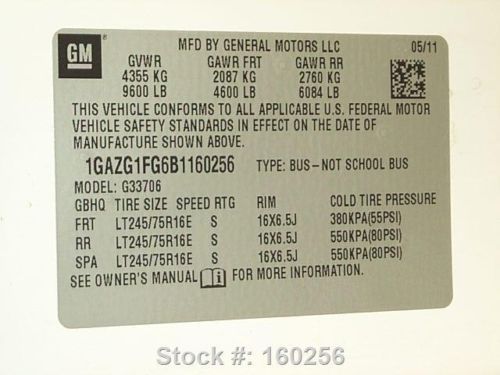 GM
MFD BY GENERAL MOTORS LLC 05/11
GVWR GAWR FRT GAWR RR
4355 KG 2087 KG 2760 KG
9600 LB 4600 LB 6084 LB
THIS VEHICLE CONFORMS TO ALL APPLICABLE U.S. FEDERAL MOTOR
VEHICLE SAFETY STANDARDS IN EFFECT ON THE DATE OF
MANUFACTURE SHOWN ABOVE.
1GAZG1FG6B1160256 TYPE: BUS-NOT SCHOOL BUS
MODEL: G33706
GBHQ TIRE SIZE SPEED RTG RIM COLD TIRE PRESSURE
FRT LT245/75R16E S 16X6.5J 380KPA(55PSI)
RR LT245/75R16E S 16X6.5J 550KPA(80PSI)
SPA LT245/75R16E S 16X6.5J 550KPA(80PSI)
SEE OWNER'S MANUAL FOR MORE INFORMATION.
Stock #: 160256